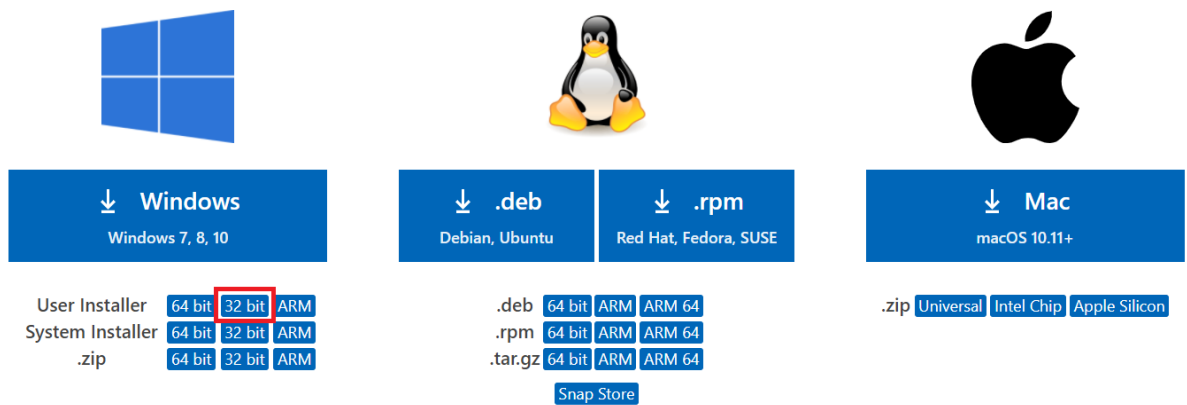 Windows
Windows 7, 8, 10
User Installer 64 bit 32 bit ARM
System Installer 64 bit 32 bit ARM
.zip 64 bit 32 bit ARM
.deb
Debian, Ubuntu
.rpm
Red Hat, Fedora, SUSE
.deb 64 bit ARM ARM 64
.rpm 64 bit ARM ARM 64
.tar.gz 64 bit ARM ARM 64
Snap Store
Mac
macOS 10.11+
.zip Universal Intel Chip Apple Silicon